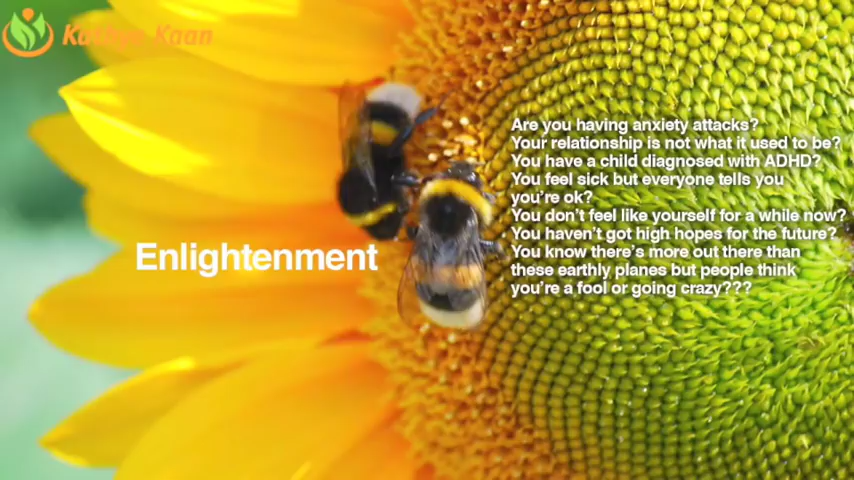 Kathye Kaan
Enlightenment
Are you having anxiety attacks?
Your relationship is not what it used to be?
You have a child diagnosed with ADHD?
You feel sick but everyone tells you
you're ok?
You don't feel like yourself for a while now?
You haven't got high hopes for the future?
You know there's more out there than
these earthly planes but people think
you're a fool or going crazy???